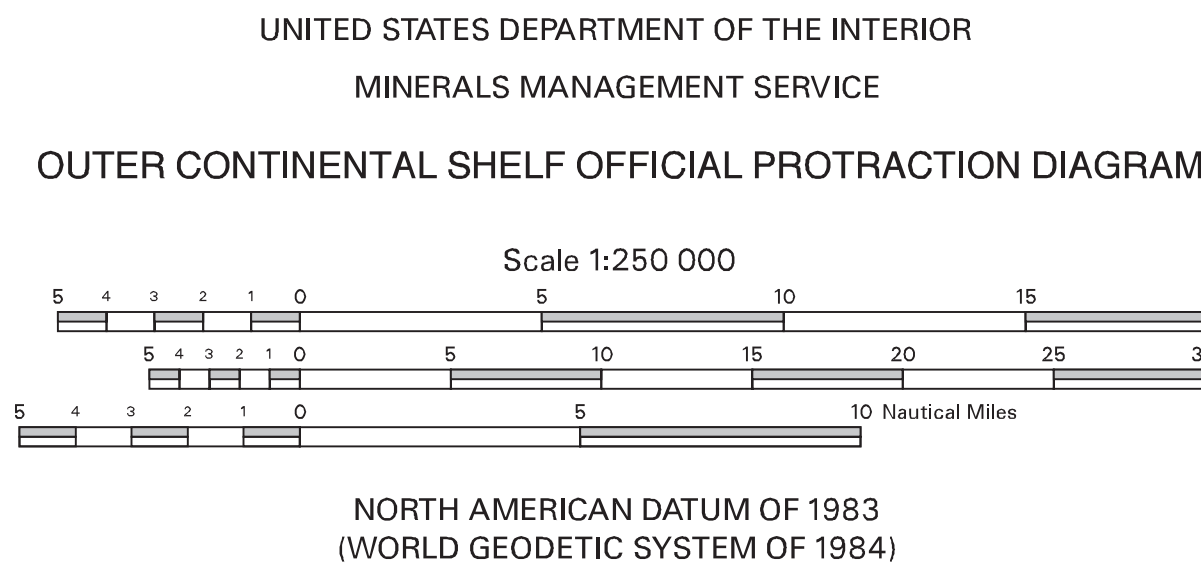 UNITED STATES DEPARTMENT OF THE INTERIOR
MINERALS MANAGEMENT SERVICE
OUTER CONTINENTAL SHELF OFFICIAL PROTRACTION DIAGRAM
Scale 1:250 000
5 4 3 2 1 0 5 10 15
5 4 3 2 1 0 5 10 15 20 25
5 4 3 2 1 0 5 10 Nautical Miles
NORTH AMERICAN DATUM OF 1983
(WORLD GEODETIC SYSTEM OF 1984)